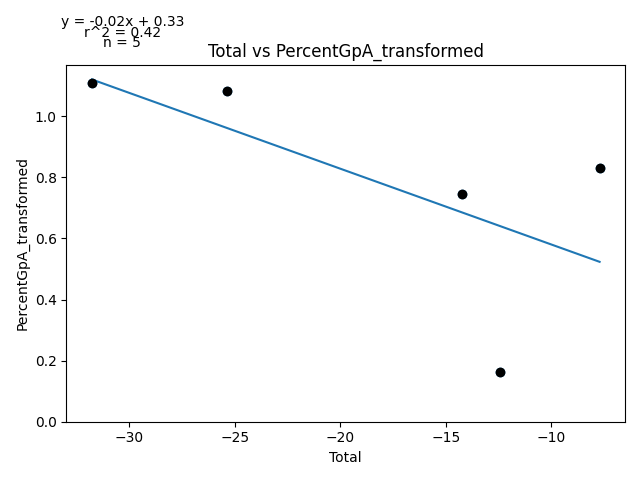 y = -0.02x + 0.33
r^2 = 0.42
n = 5
Total vs PercentGpA_transformed
PercentGpA_transformed
1.0
0.8
0.6
0.4
0.2
0.0
−30
−25
−20
−15
−10
Total